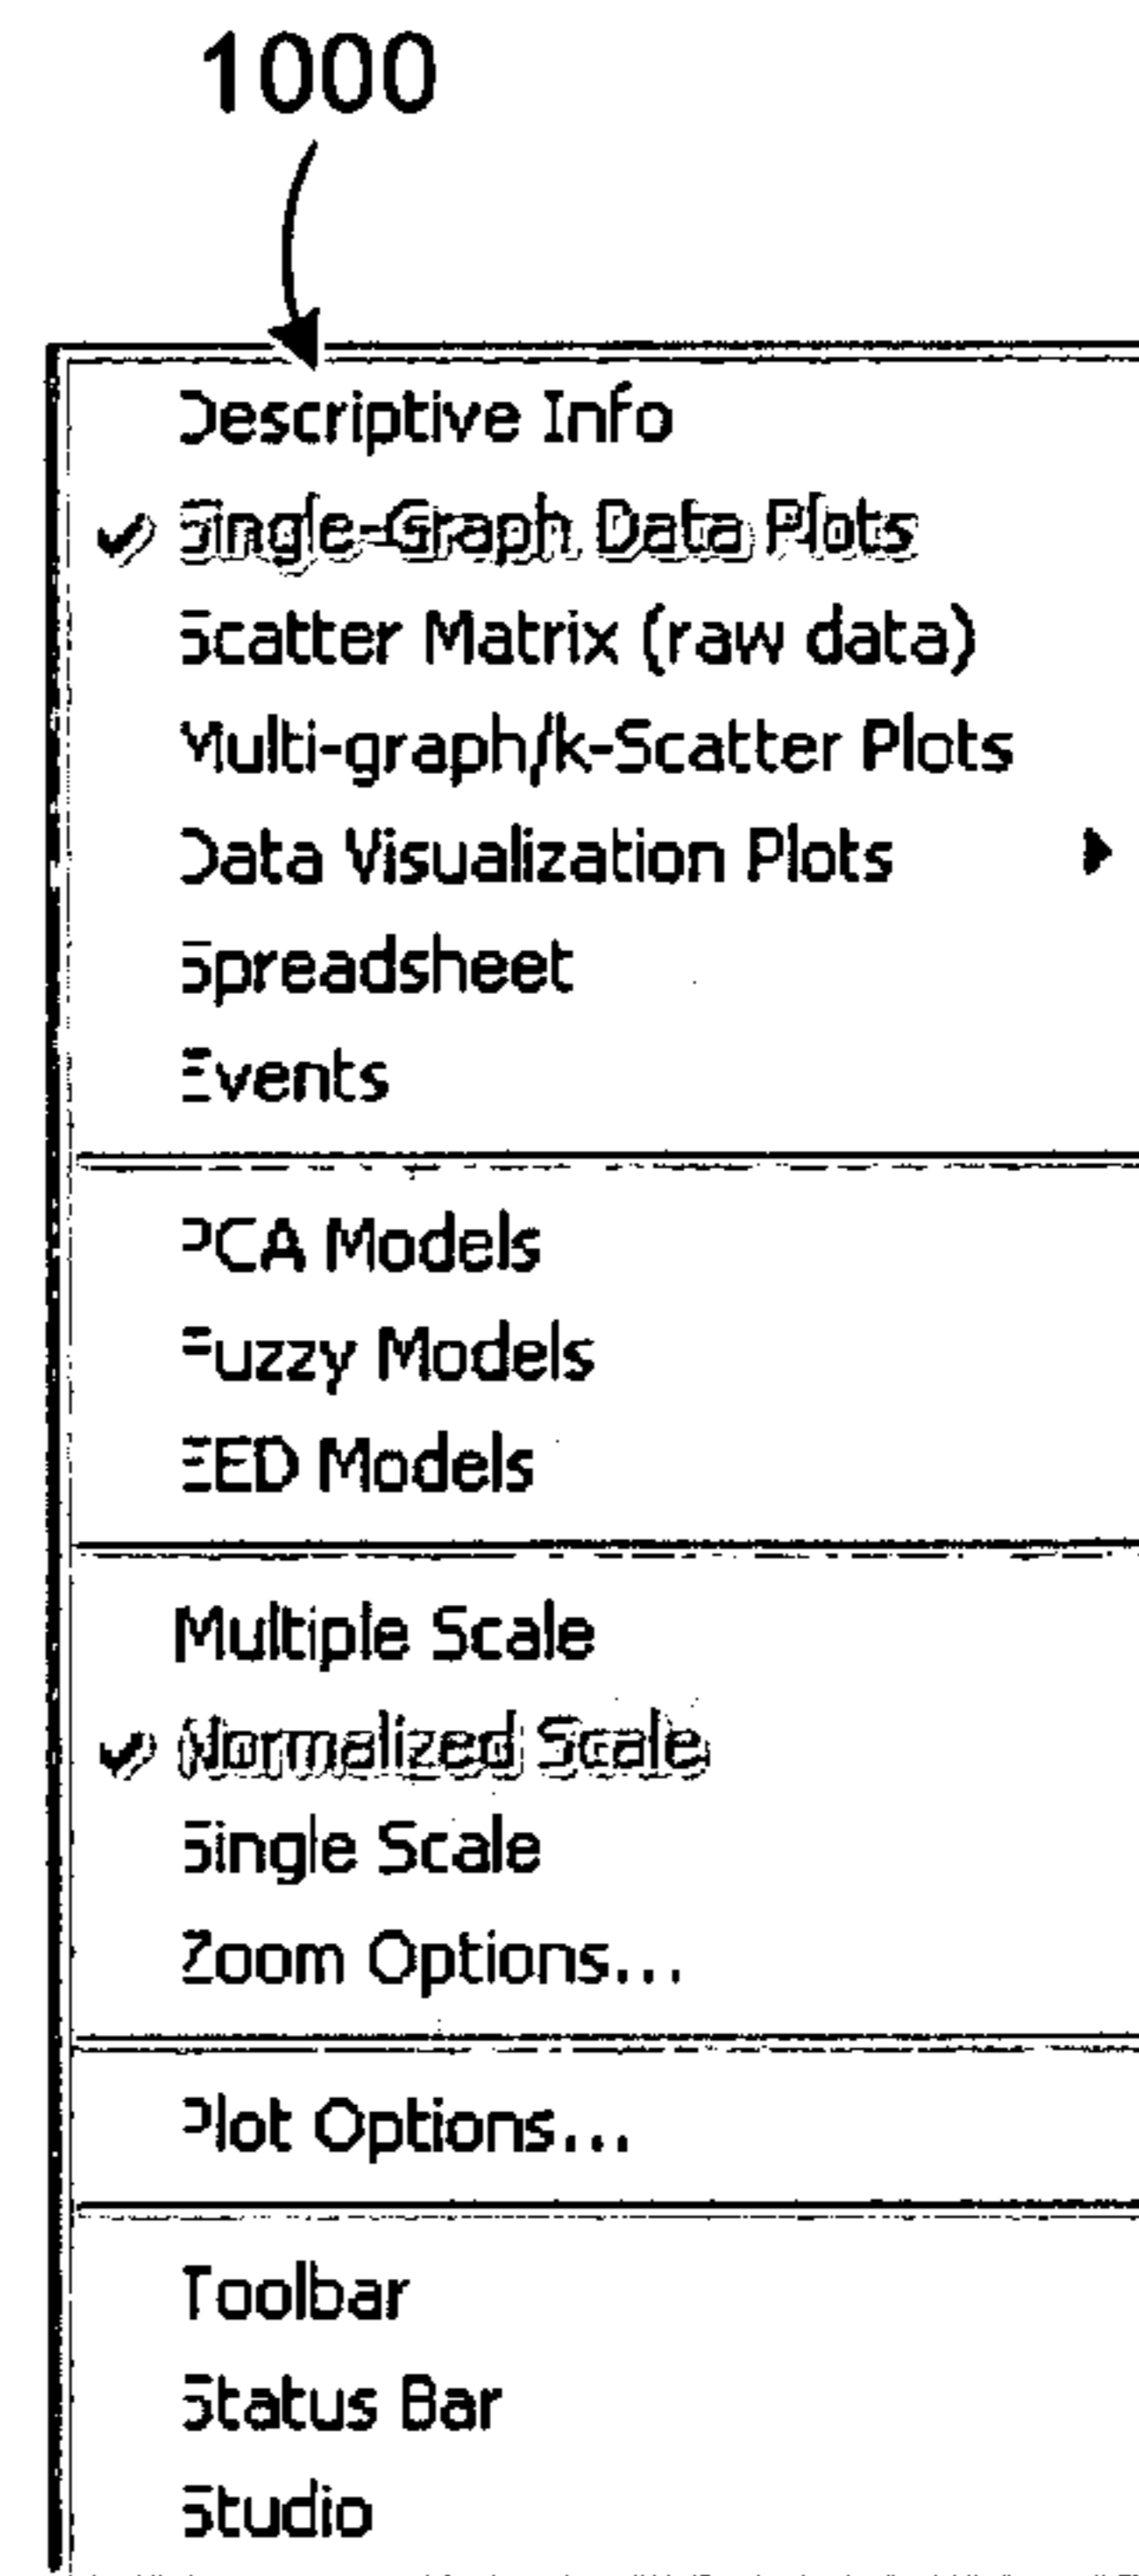 1000
Descriptive Info
Single-Graph Data Plots
Scatter Matrix (raw data)
Multi-graph/k-Scatter Plots
Data Visualization Plots
Spreadsheet
Events
PCA Models
Fuzzy Models
EED Models
Multiple Scale
Normalized Scale
Single Scale
Zoom Options...
Plot Options...
Toolbar
Status Bar
Studio